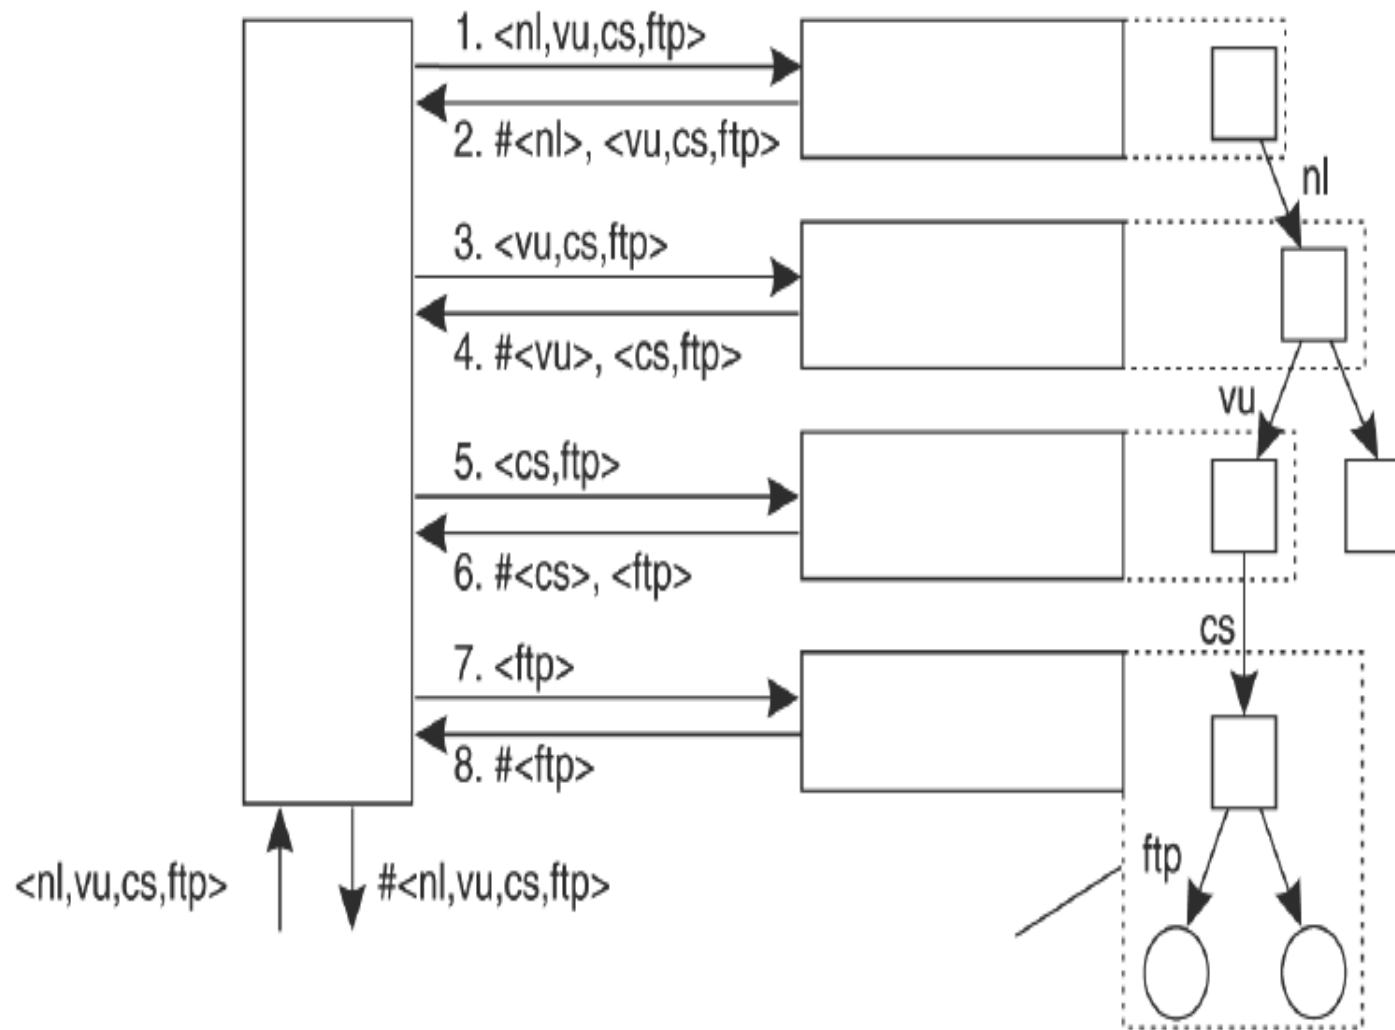 1. <nl,vu,cs,ftp>
2. #<nl>, <vu,cs,ftp>
nl
3. <vu,cs,ftp>
4. #<vu>, <cs,ftp>
vu
5. <cs,ftp>
6. #<cs>, <ftp>
cs
7. <ftp>
8. #<ftp>
ftp
<nl,vu,cs,ftp>
#<nl,vu,cs,ftp>